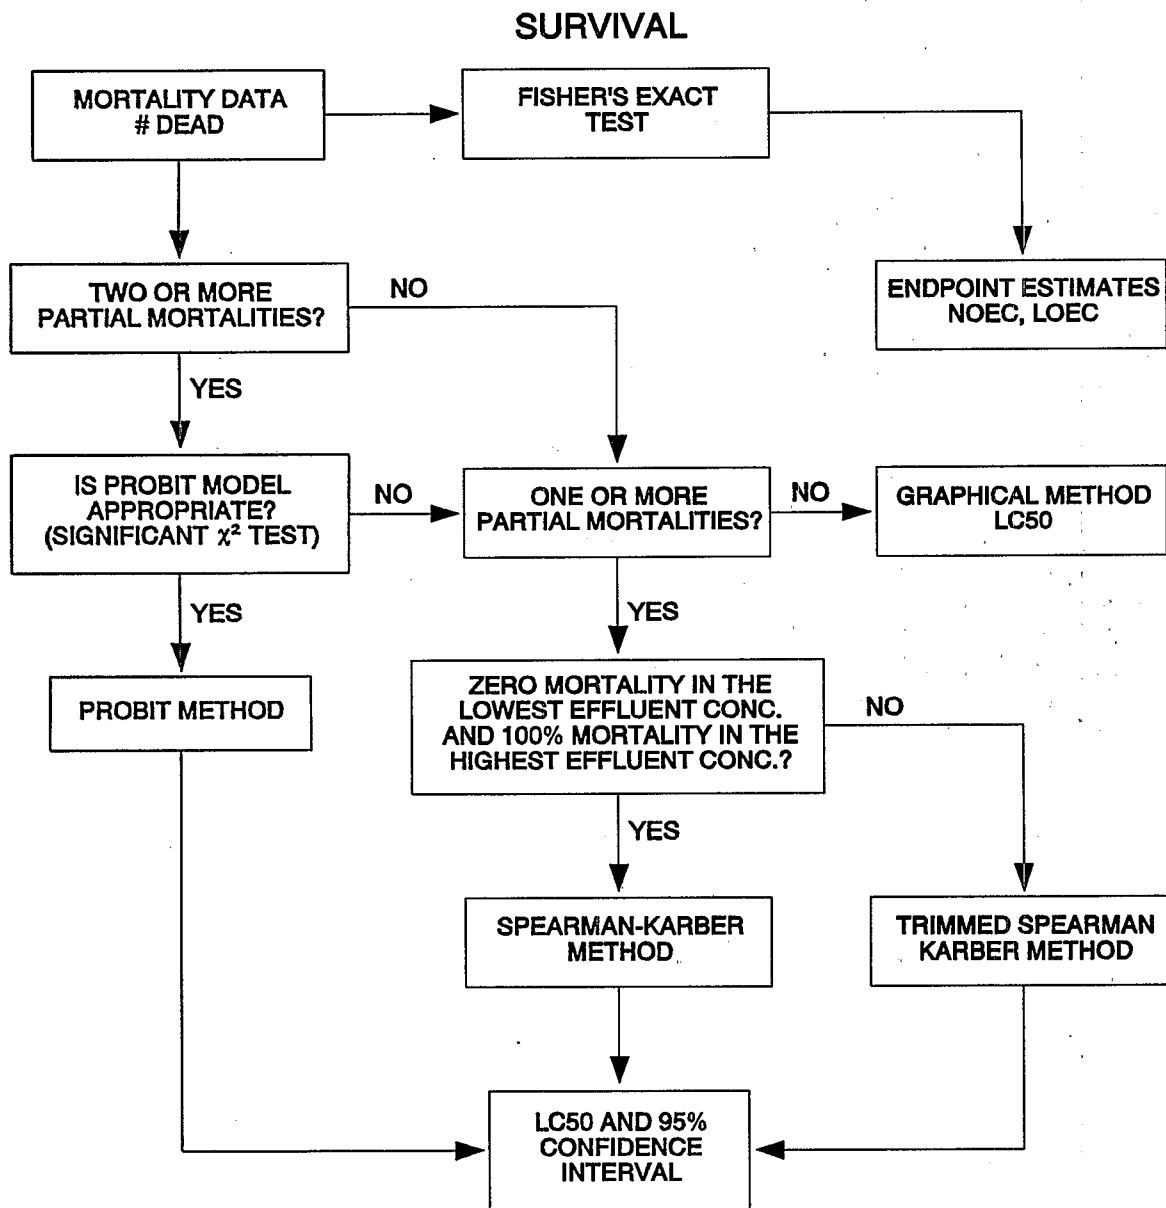 SURVIVAL
MORTALITY DATA
# DEAD
FISHER'S EXACT
TEST
TWO OR MORE
PARTIAL MORTALITIES?
NO
ENDPOINT ESTIMATES
NOEC, LOEC
YES
IS PROBIT MODEL
APPROPRIATE?
(SIGNIFICANT χ² TEST)
NO
ONE OR MORE
PARTIAL MORTALITIES?
NO
GRAPHICAL METHOD
LC50
YES
YES
PROBIT METHOD
ZERO MORTALITY IN THE
LOWEST EFFLUENT CONC.
AND 100% MORTALITY IN THE
HIGHEST EFFLUENT CONC.?
NO
YES
SPEARMAN-KARBER
METHOD
TRIMMED SPEARMAN
KARBER METHOD
LC50 AND 95%
CONFIDENCE
INTERVAL